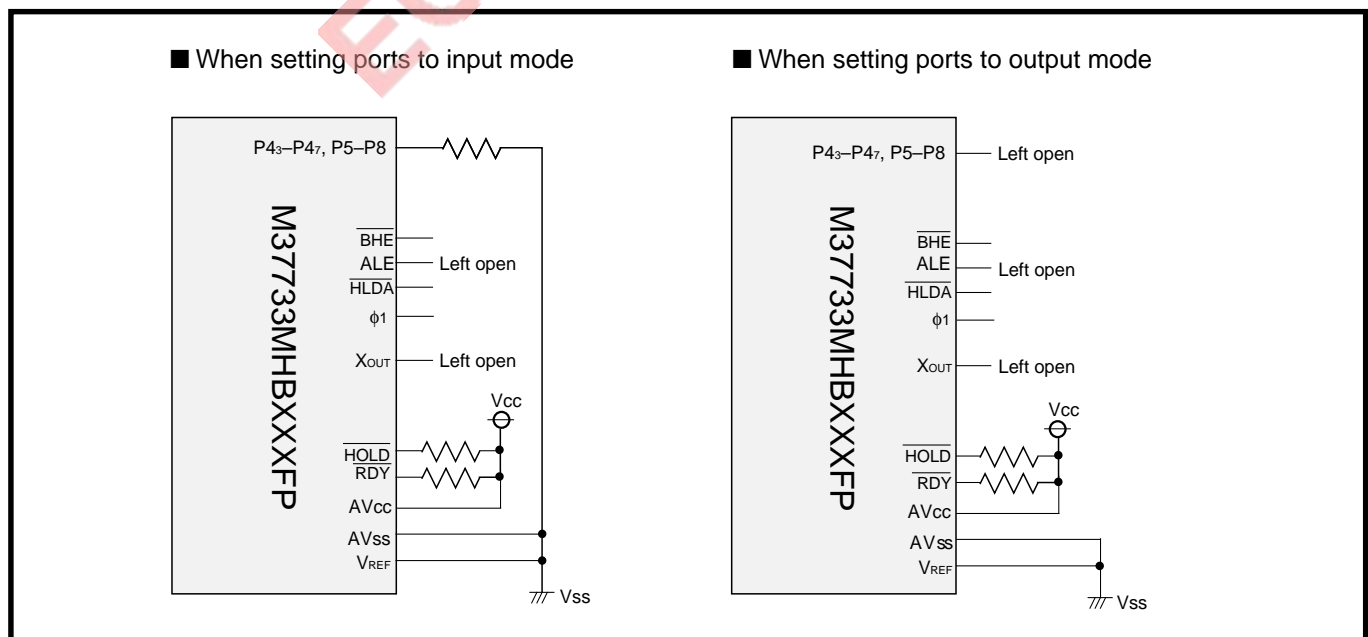 ■ When setting ports to input mode
P43–P47, P5–P8
M37733MHBXXXFP
BHE
ALE
Left open
HLDA
ϕ1
XOUT
Left open
Vcc
HOLD
RDY
AVcc
AVss
VREF
Vss
■ When setting ports to output mode
P43–P47, P5–P8
Left open
M37733MHBXXXFP
BHE
ALE
Left open
HLDA
ϕ1
XOUT
Left open
Vcc
HOLD
RDY
AVcc
AVss
VREF
Vss